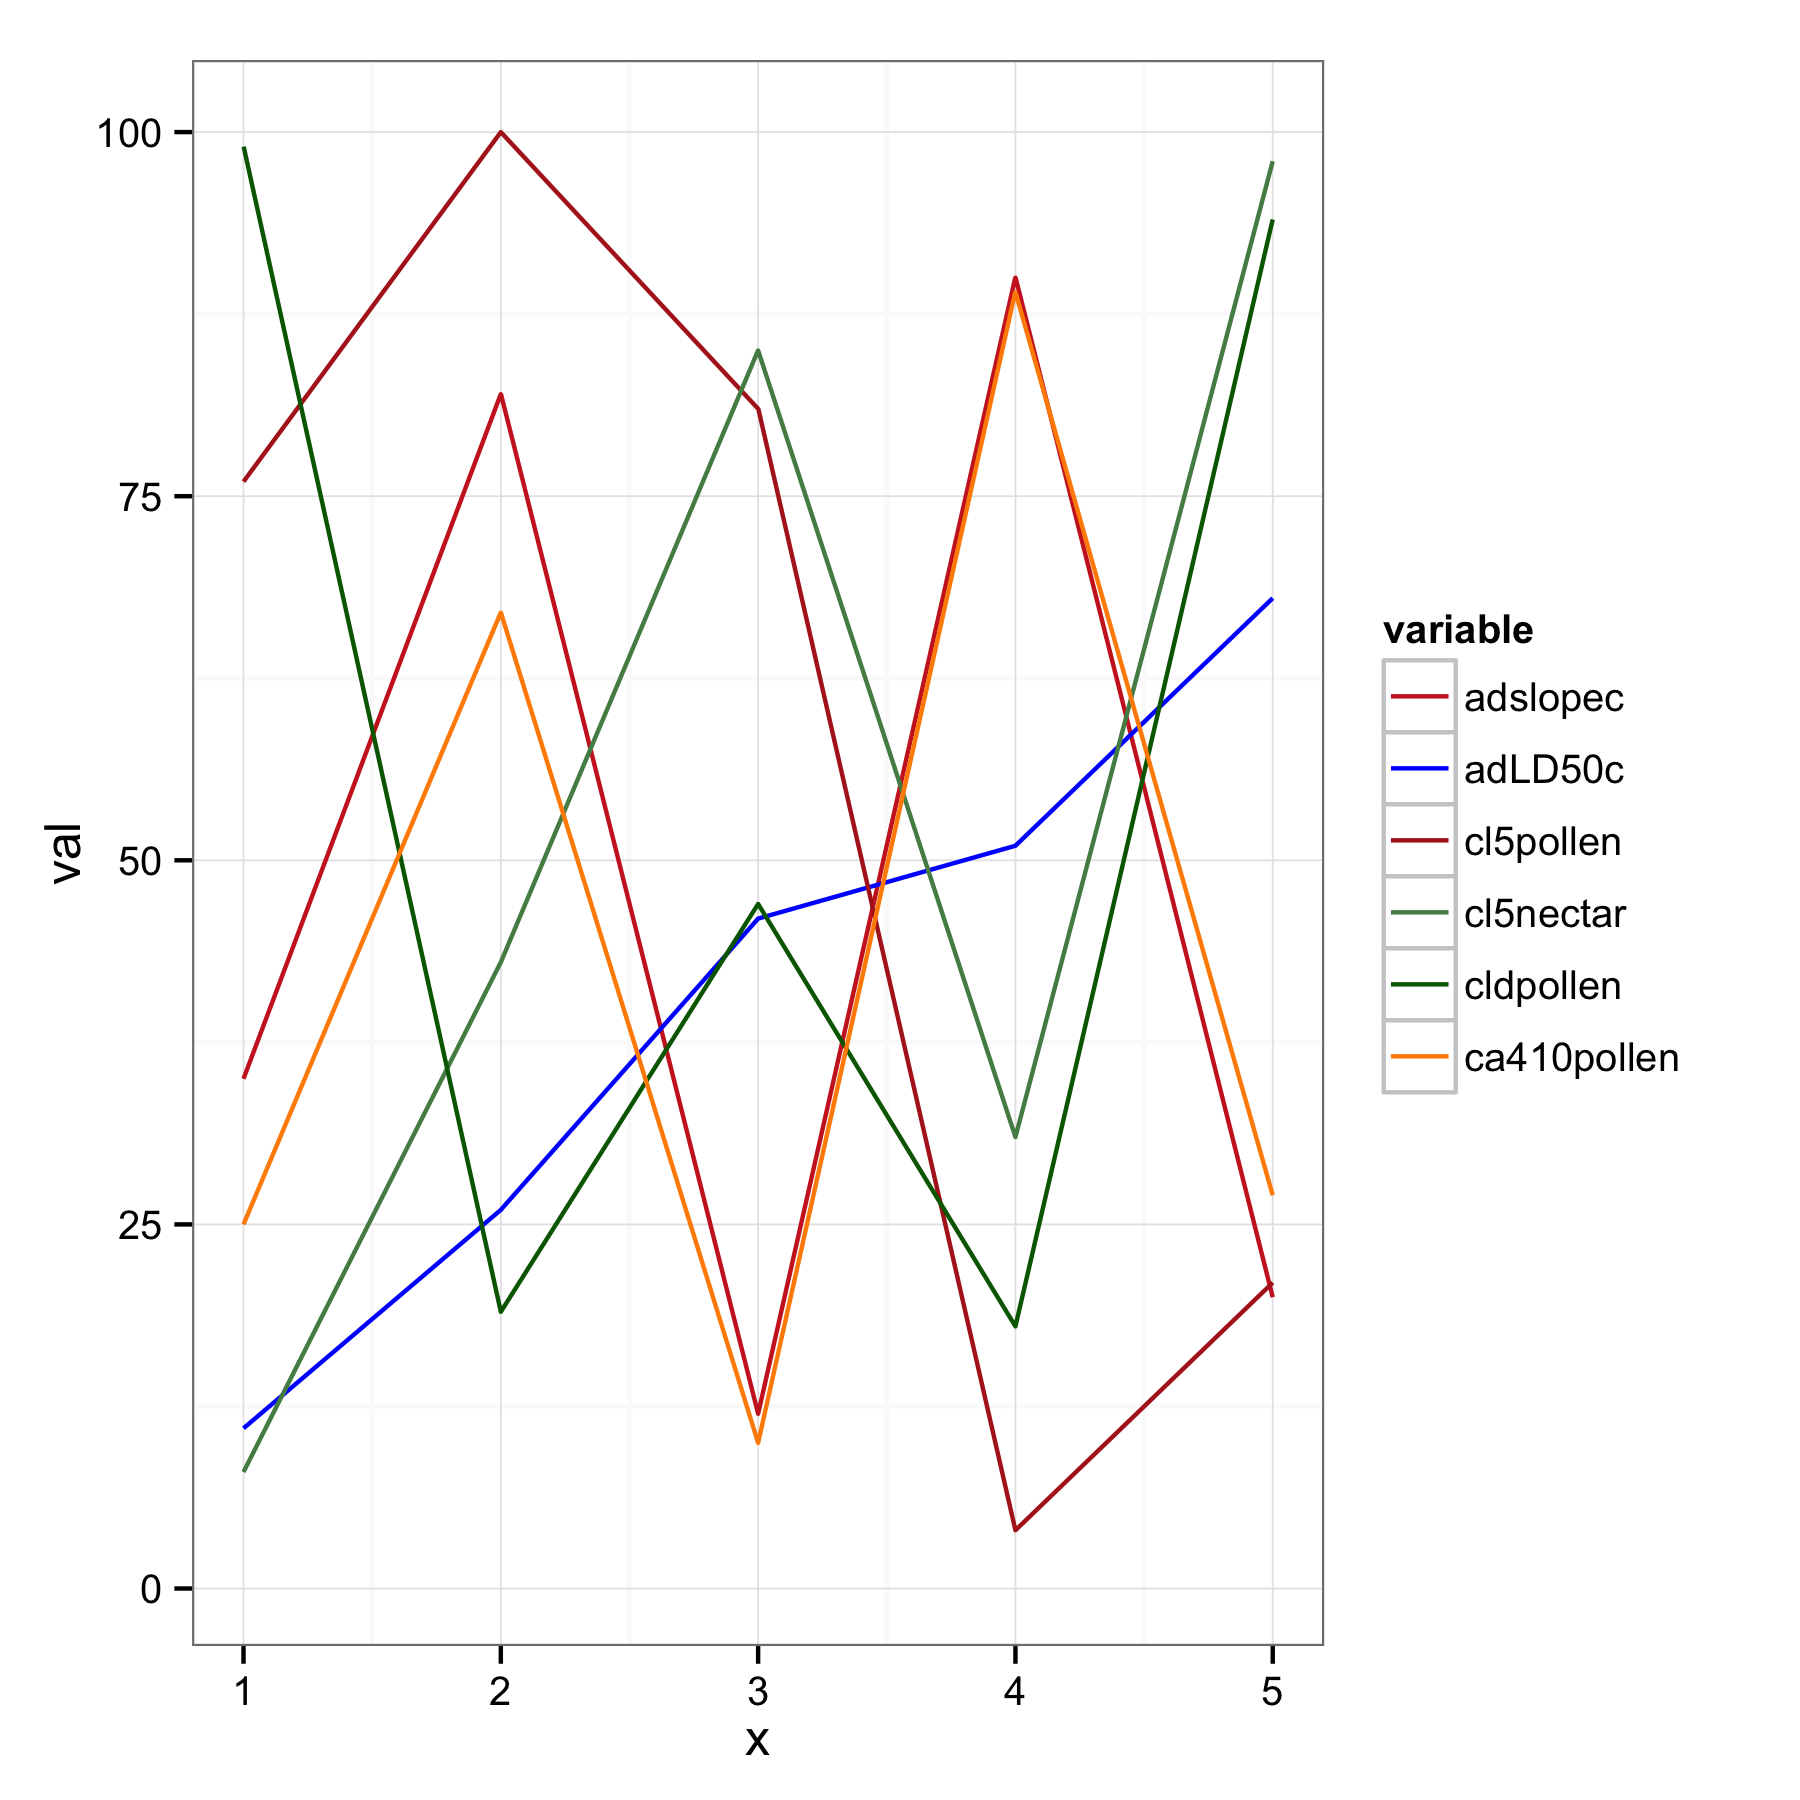 100
75
50
25
0
val
1 2 3 4 5
x
variable
adslopec
adLD50c
cl5pollen
cl5nectar
cldpollen
ca410pollen